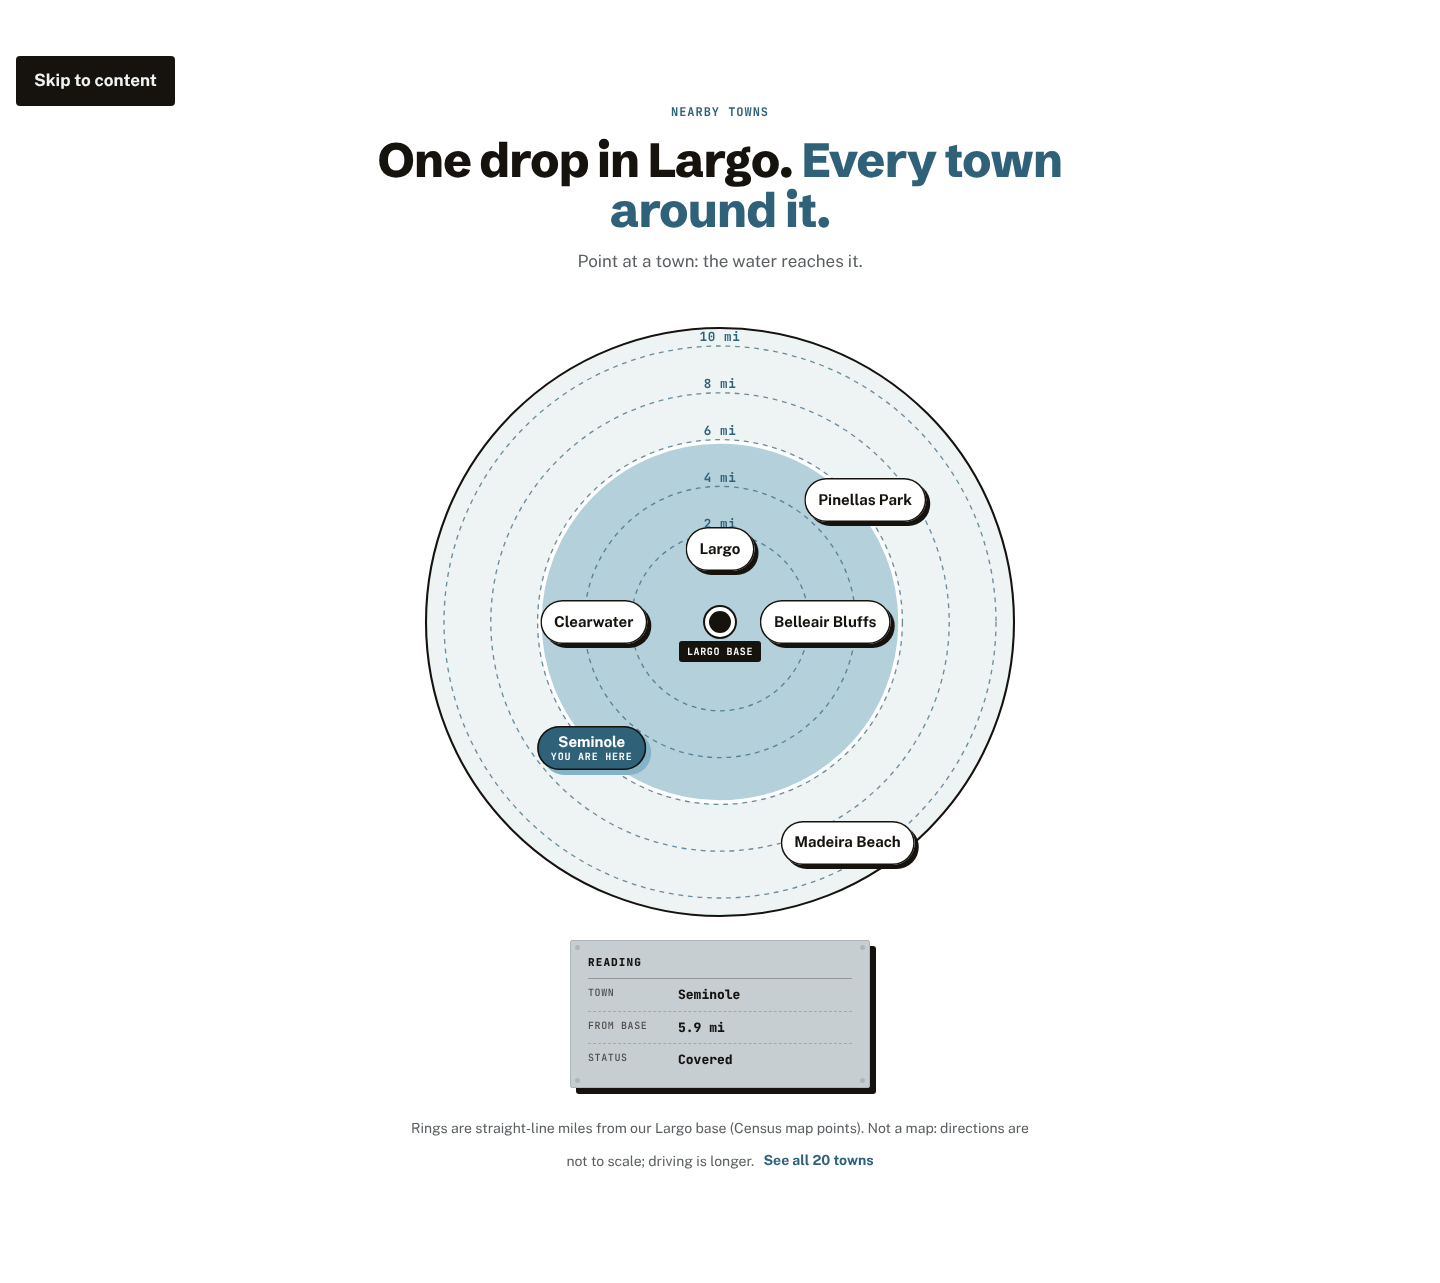 Skip to content
NEARBY TOWNS
One drop in Largo. Every town
around it.
Point at a town: the water reaches it.
10 mi
8 mi
6 mi
4 mi
2 mi
Pinellas Park
Largo
Clearwater
Belleair Bluffs
LARGO BASE
Seminole
YOU ARE HERE
Madeira Beach
READING
TOWN Seminole
FROM BASE 5.9 mi
STATUS Covered
Rings are straight-line miles from our Largo base (Census map points). Not a map: directions are
not to scale; driving is longer. See all 20 towns